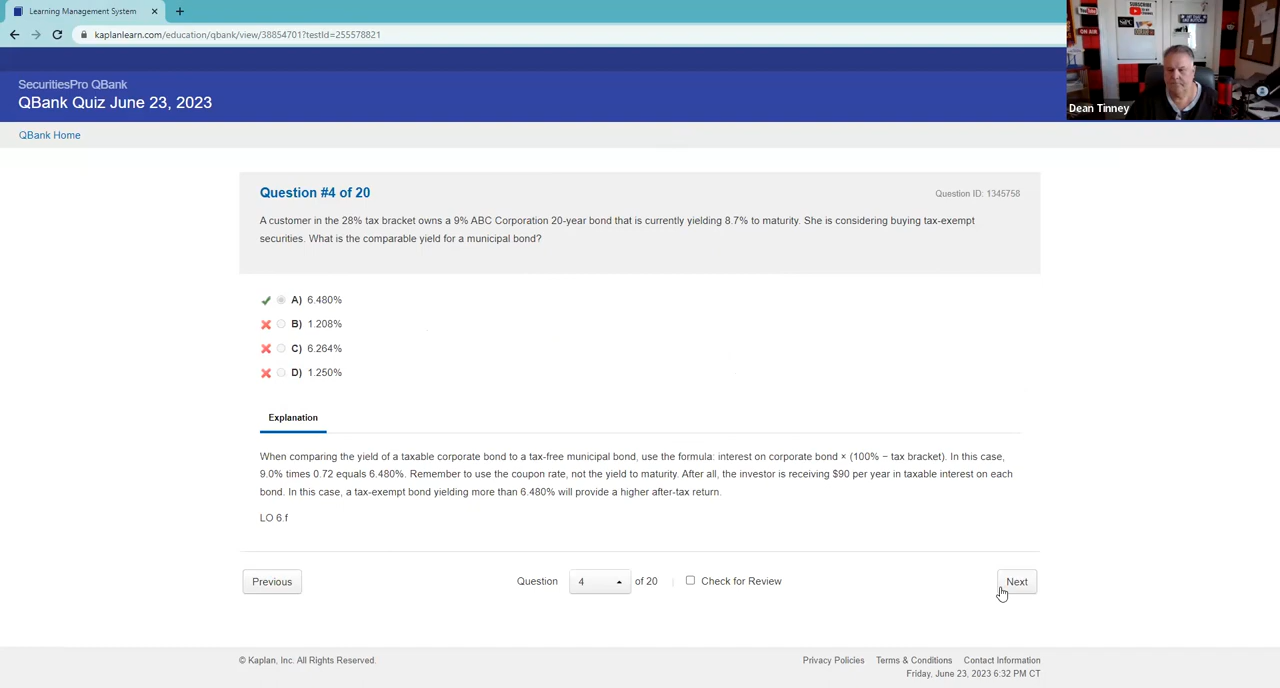 Learning Management System
kaplanlearn.com/education/qbank/view/38854701?testId=255578821
SUBSCRIBE
ON AIR
Dean Tinney
SecuritiesPro QBank
QBank Quiz June 23, 2023
QBank Home
Question #4 of 20
Question ID: 1345758
A customer in the 28% tax bracket owns a 9% ABC Corporation 20-year bond that is currently yielding 8.7% to maturity. She is considering buying tax-exempt
securities. What is the comparable yield for a municipal bond?
A) 6.480%
B) 1.208%
C) 6.264%
D) 1.250%
Explanation
When comparing the yield of a taxable corporate bond to a tax-free municipal bond, use the formula: interest on corporate bond × (100% − tax bracket). In this case,
9.0% times 0.72 equals 6.480%. Remember to use the coupon rate, not the yield to maturity. After all, the investor is receiving $90 per year in taxable interest on each
bond. In this case, a tax-exempt bond yielding more than 6.480% will provide a higher after-tax return.
LO 6.f
Previous
Question 4 of 20
Check for Review
Next
© Kaplan, Inc. All Rights Reserved.
Privacy Policies Terms & Conditions Contact Information
Friday, June 23, 2023 6:32 PM CT